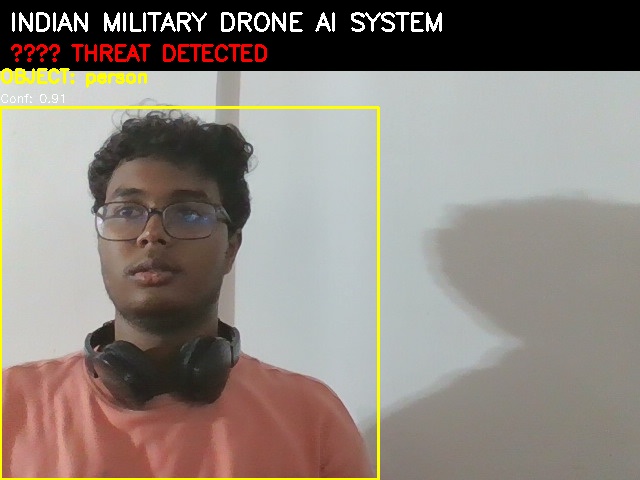 INDIAN MILITARY DRONE AI SYSTEM
???? THREAT DETECTED
OBJECT: person
Conf: 0.91